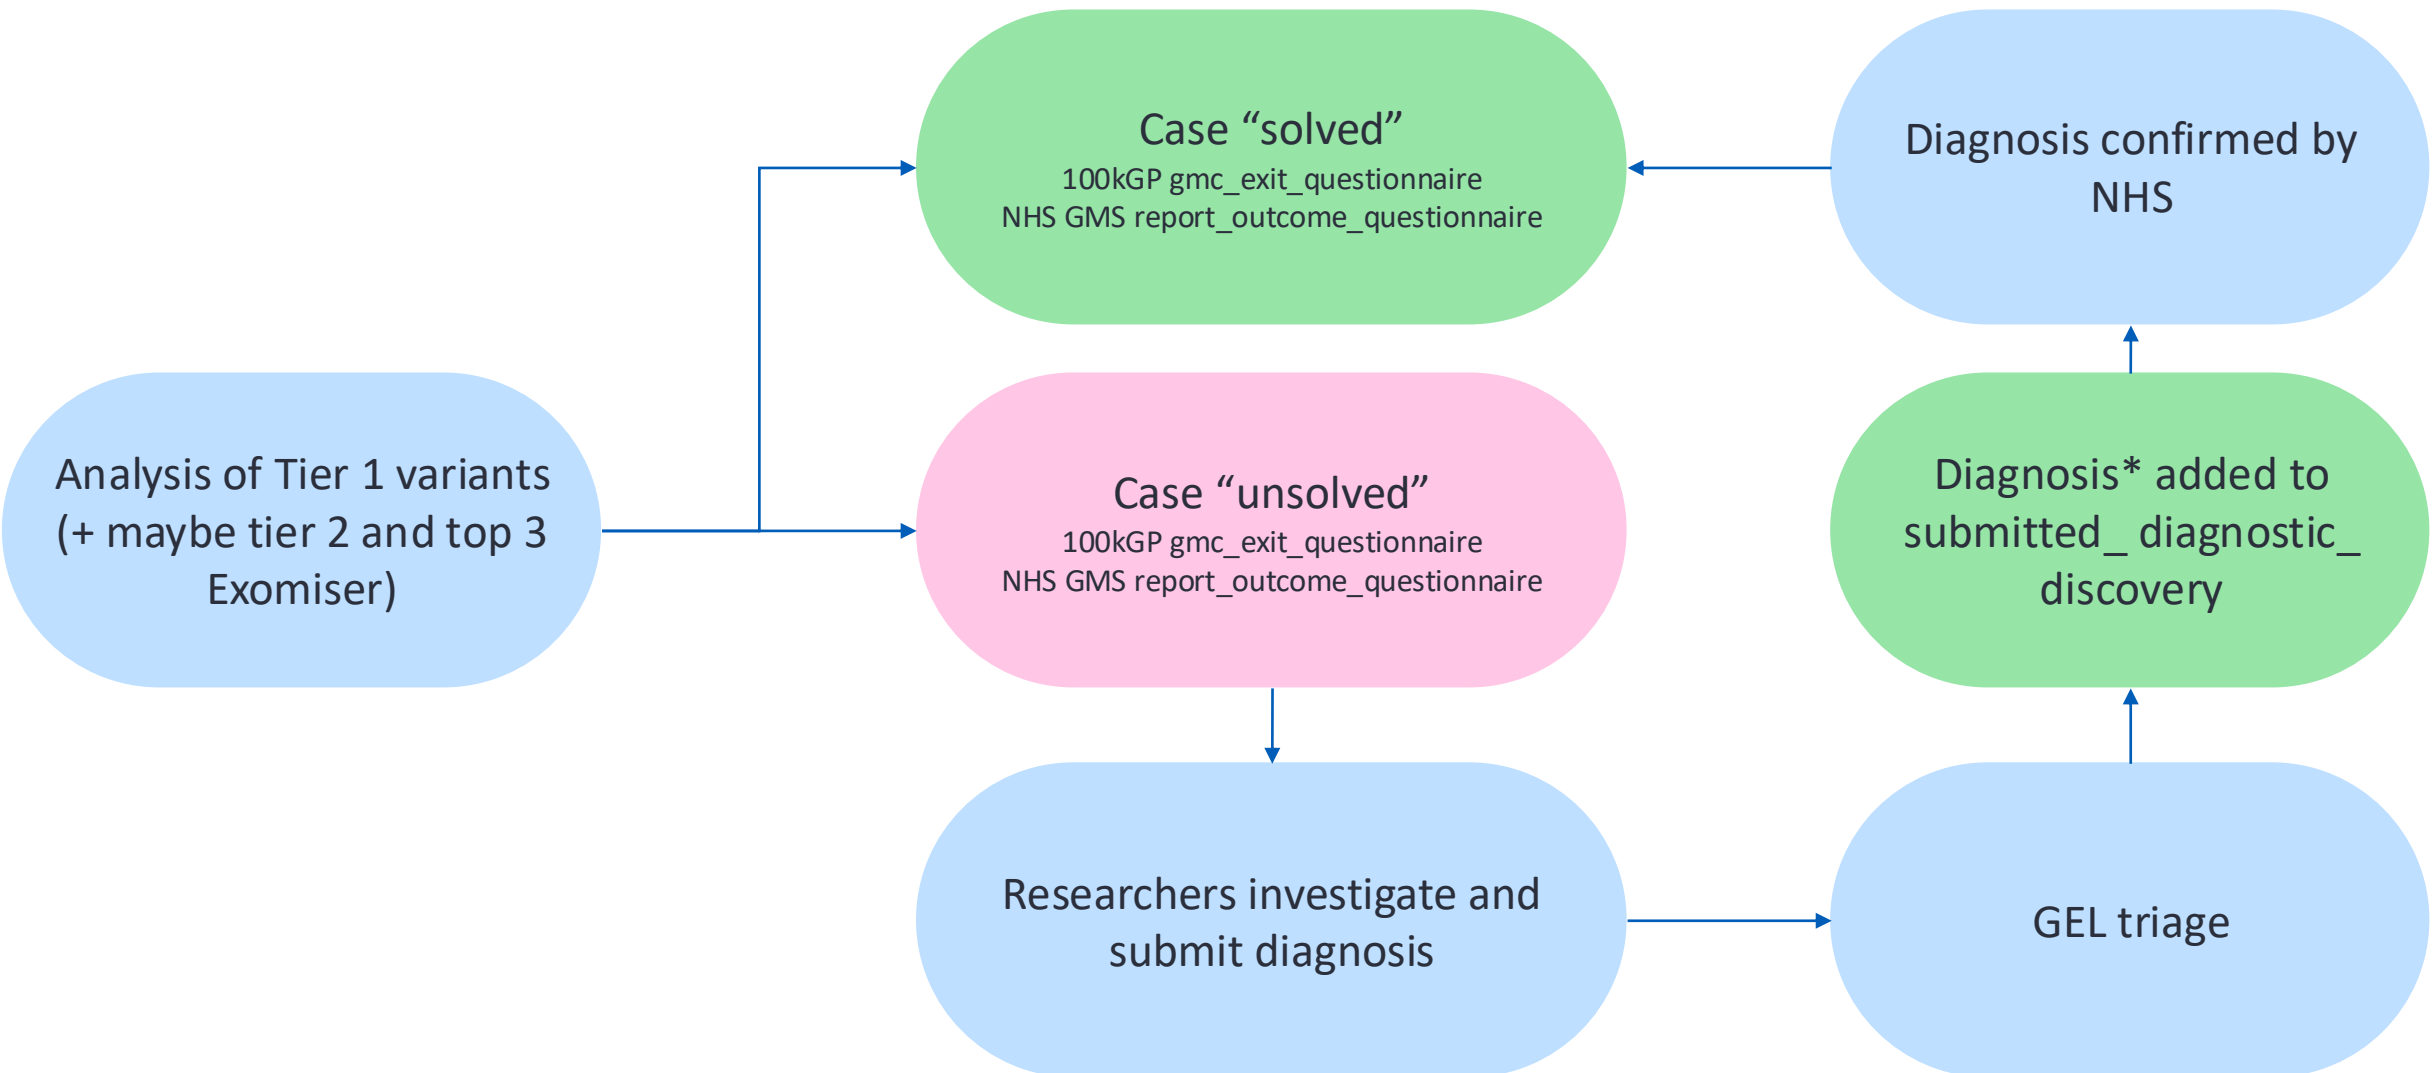 Case “solved”
100kGP gmc_exit_questionnaire
NHS GMS report_outcome_questionnaire
Diagnosis confirmed by
NHS
Analysis of Tier 1 variants
(+ maybe tier 2 and top 3
Exomiser)
Case “unsolved”
100kGP gmc_exit_questionnaire
NHS GMS report_outcome_questionnaire
Diagnosis* added to
submitted_ diagnostic_
discovery
Researchers investigate and
submit diagnosis
GEL triage